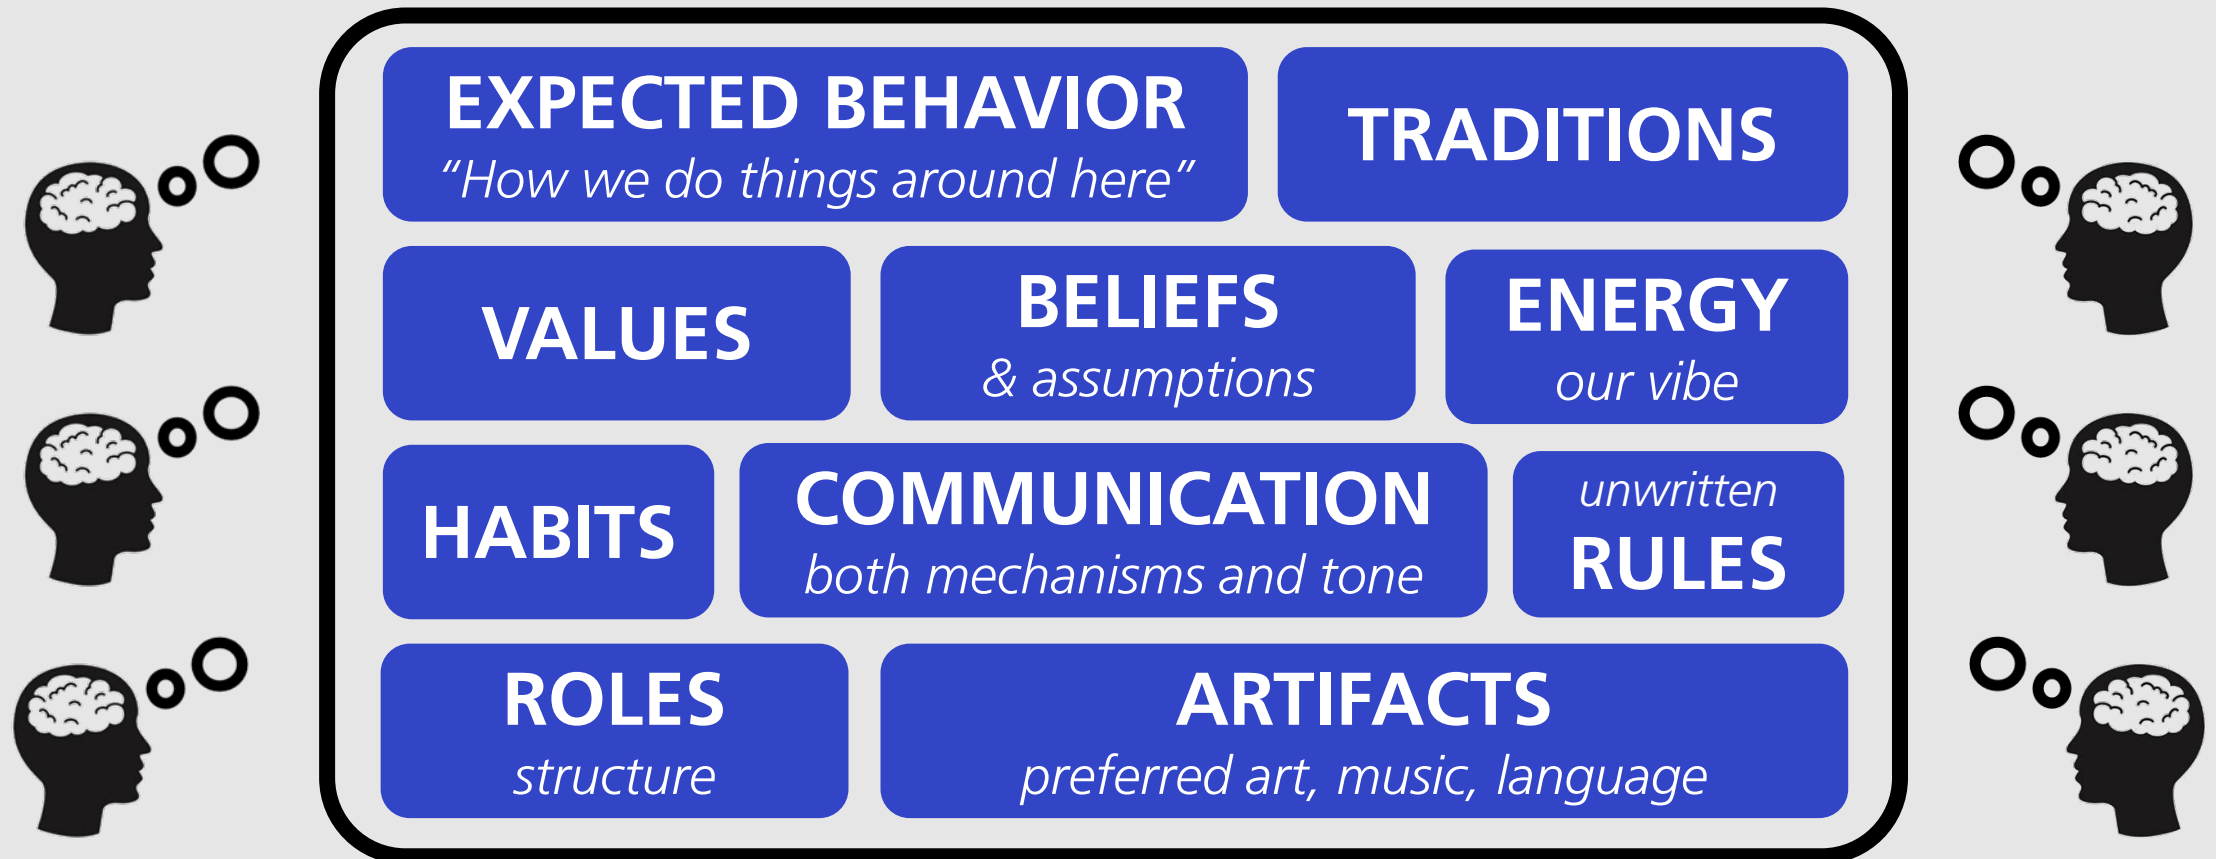 EXPECTED BEHAVIOR
“How we do things around here”
TRADITIONS
VALUES
BELIEFS
& assumptions
ENERGY
our vibe
HABITS
COMMUNICATION
both mechanisms and tone
unwritten
RULES
ROLES
structure
ARTIFACTS
preferred art, music, language